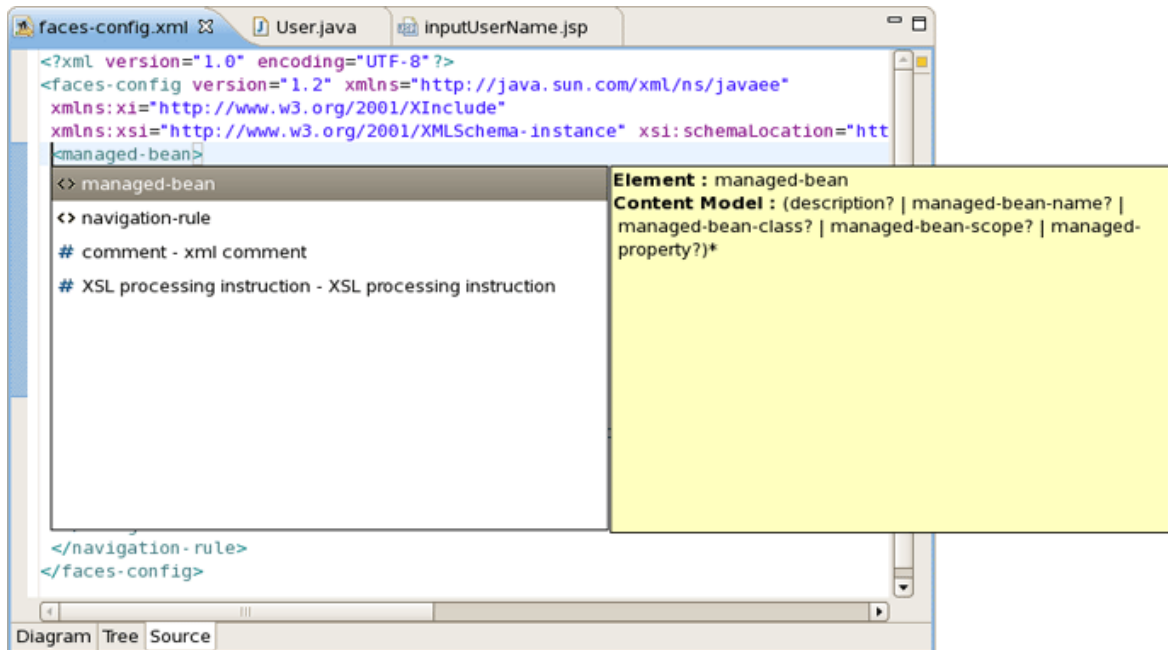 faces-config.xml User.java inputUserName.jsp
<?xml version="1.0" encoding="UTF-8"?>
<faces-config version="1.2" xmlns="http://java.sun.com/xml/ns/javaee"
xmlns:xi="http://www.w3.org/2001/XInclude"
xmlns:xsi="http://www.w3.org/2001/XMLSchema-instance" xsi:schemaLocation="htt
<managed-bean>
<> managed-bean
<> navigation-rule
# comment - xml comment
# XSL processing instruction - XSL processing instruction
Element : managed-bean
Content Model : (description? | managed-bean-name? |
managed-bean-class? | managed-bean-scope? | managed-
property?)*
</navigation-rule>
</faces-config>
Diagram Tree Source